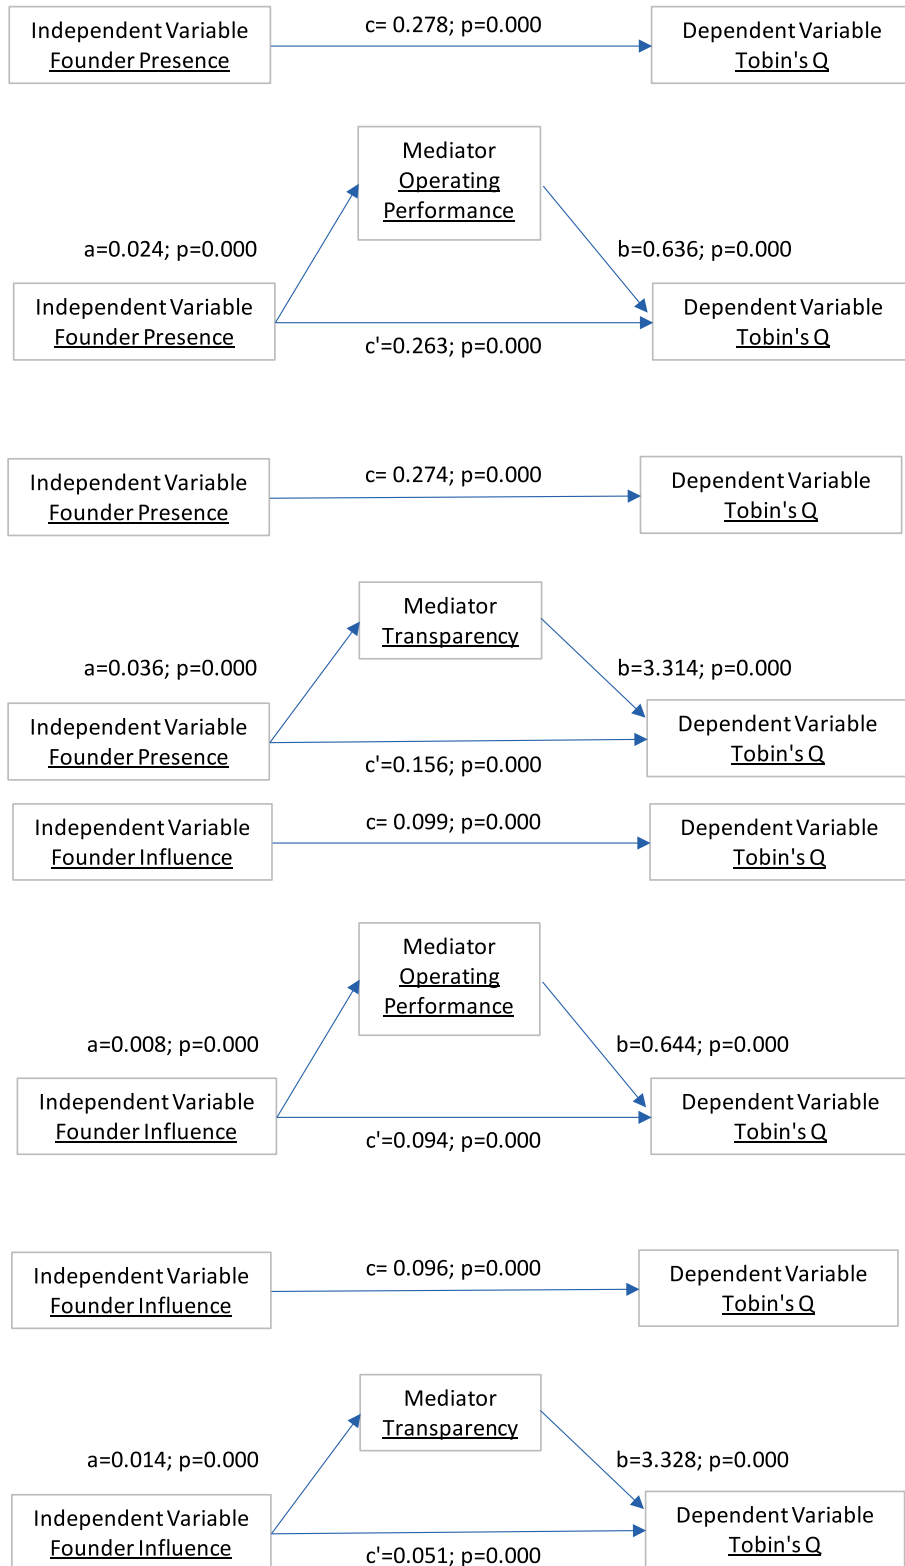 Independent Variable
Founder Presence
c= 0.278; p=0.000
Dependent Variable
Tobin's Q
Mediator
Operating
Performance
a=0.024; p=0.000
b=0.636; p=0.000
Independent Variable
Founder Presence
c'=0.263; p=0.000
Dependent Variable
Tobin's Q
Independent Variable
Founder Presence
c= 0.274; p=0.000
Dependent Variable
Tobin's Q
Mediator
Transparency
a=0.036; p=0.000
b=3.314; p=0.000
Independent Variable
Founder Presence
c'=0.156; p=0.000
Dependent Variable
Tobin's Q
Independent Variable
Founder Influence
c= 0.099; p=0.000
Dependent Variable
Tobin's Q
Mediator
Operating
Performance
a=0.008; p=0.000
b=0.644; p=0.000
Independent Variable
Founder Influence
c'=0.094; p=0.000
Dependent Variable
Tobin's Q
Independent Variable
Founder Influence
c= 0.096; p=0.000
Dependent Variable
Tobin's Q
Mediator
Transparency
a=0.014; p=0.000
b=3.328; p=0.000
Independent Variable
Founder Influence
c'=0.051; p=0.000
Dependent Variable
Tobin's Q